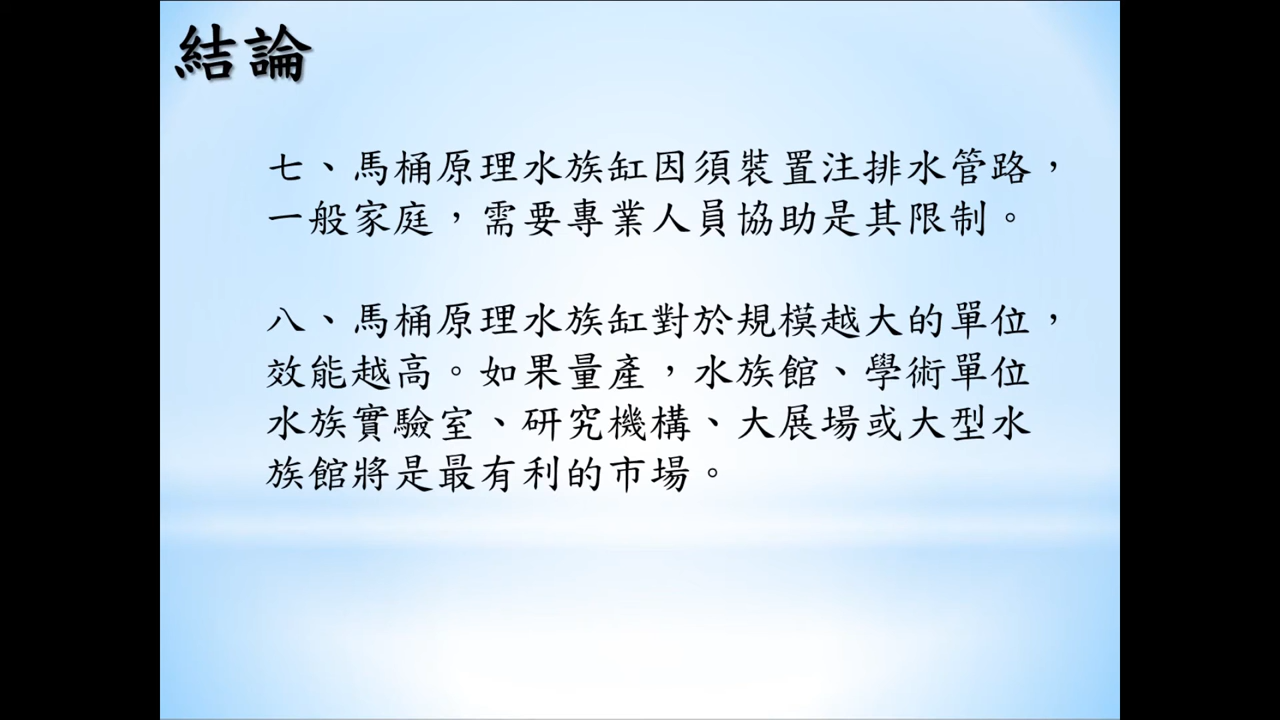 結論
七、馬桶原理水族缸因須裝置注排水管路，
一般家庭，需要專業人員協助是其限制。
八、馬桶原理水族缸對於規模越大的單位，
效能越高。如果量產，水族館、學術單位
水族實驗室、研究機構、大展場或大型水
族館將是最有利的市場。